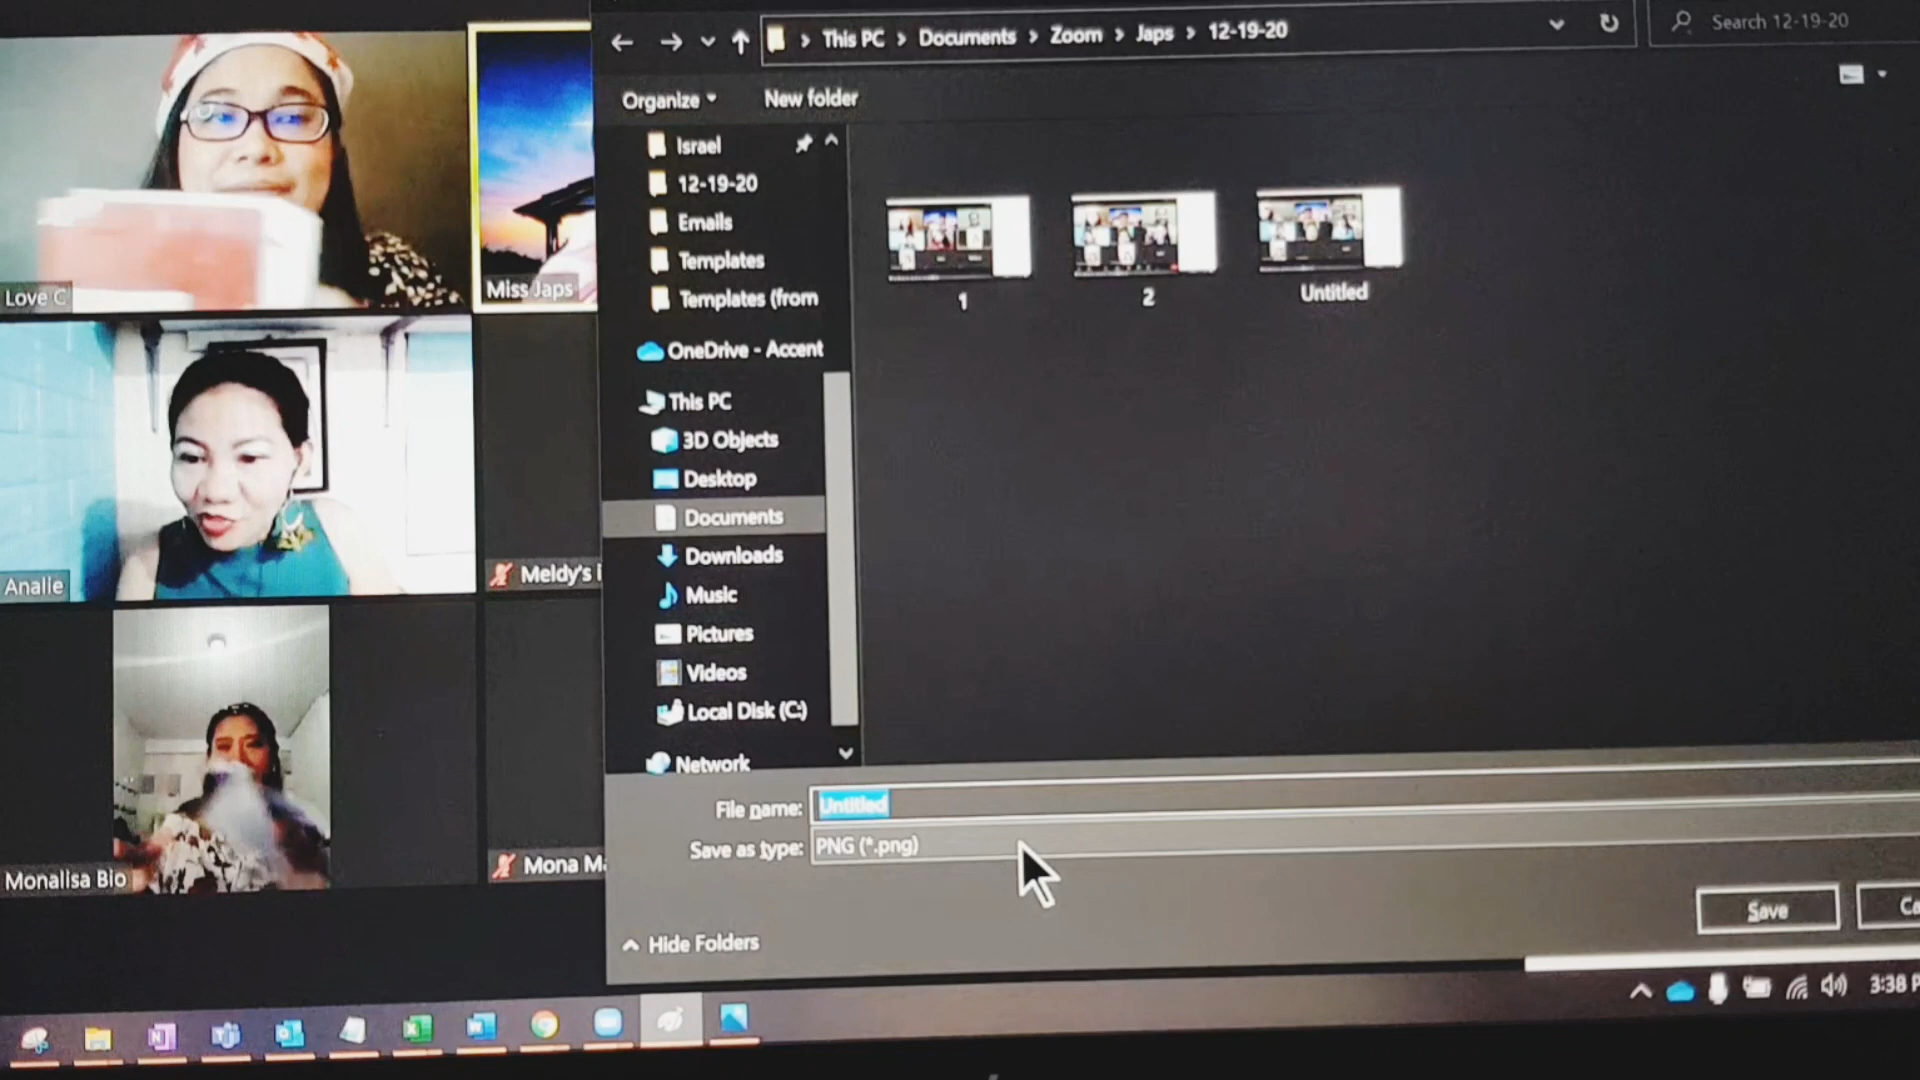 This PC > Documents > Zoom > Japs > 12-19-20
Search 12-19-20
Organize
New folder
Israel
12-19-20
Emails
Templates
Templates (from
OneDrive - Accent
This PC
3D Objects
Desktop
Documents
Downloads
Music
Pictures
Videos
Local Disk (C:)
Network
1
2
Untitled
File name: Untitled
Save as type: PNG (*.png)
Hide Folders
Save
Ca
Love C
Miss Japs
Analie
Meldy's i
Monalisa Bio
Mona Ma
3:38 P